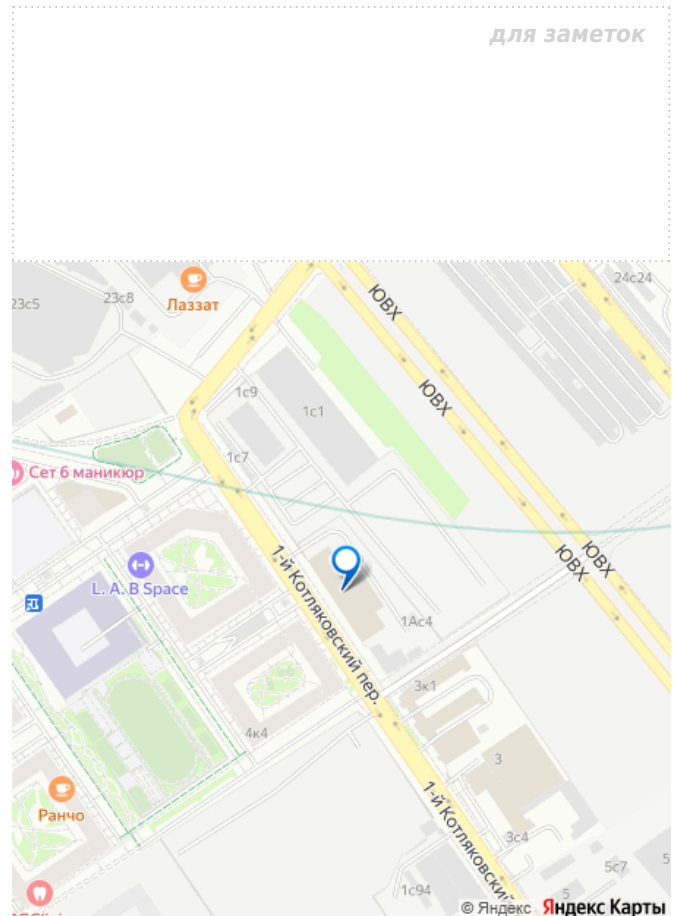 для заметок
24с24
ЮВХ
23с5
23с8
Лаззат
ЮВХ
1с9
1с1
1с7
Сет 6 маникюр
1-й Котляковский пер.
ЮВХ
ЮВХ
L. A. B Space
1Ас4
3к1
4к4
3
Ранчо
1-й Котляковский
3с4
5с7
5
5
1с94
© Яндекс Яндекс Карты